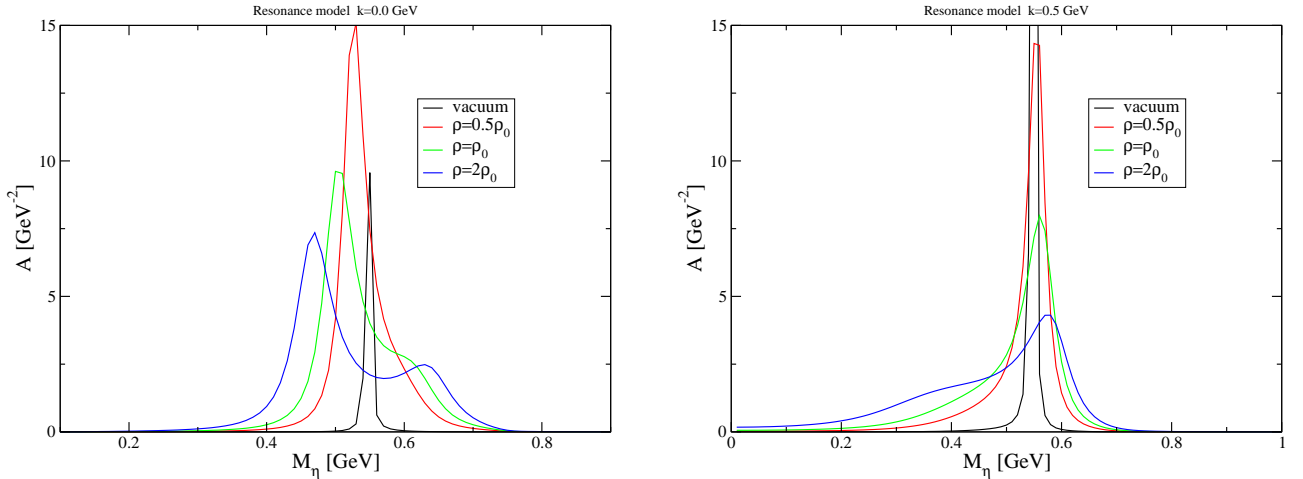 Resonance model k=0.0 GeV
15
10
5
0
A [GeV⁻²]
vacuum
ρ=0.5ρ₀
ρ=ρ₀
ρ=2ρ₀
0.2 0.4 0.6 0.8
M_η [GeV]
Resonance model k=0.5 GeV
15
10
5
0
A [GeV⁻²]
vacuum
ρ=0.5ρ₀
ρ=ρ₀
ρ=2ρ₀
0 0.2 0.4 0.6 0.8 1
M_η [GeV]